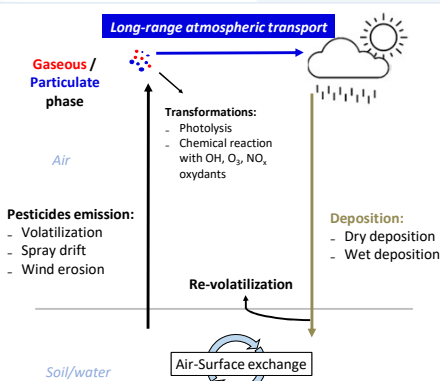 Long-range atmospheric transport
Gaseous /
Particulate
phase
Transformations:
- Photolysis
- Chemical reaction
with OH, O₃, NOₓ
oxydants
Air
Pesticides emission:
- Volatilization
- Spray drift
- Wind erosion
Deposition:
- Dry deposition
- Wet deposition
Re-volatilization
Air-Surface exchange
Soil/water